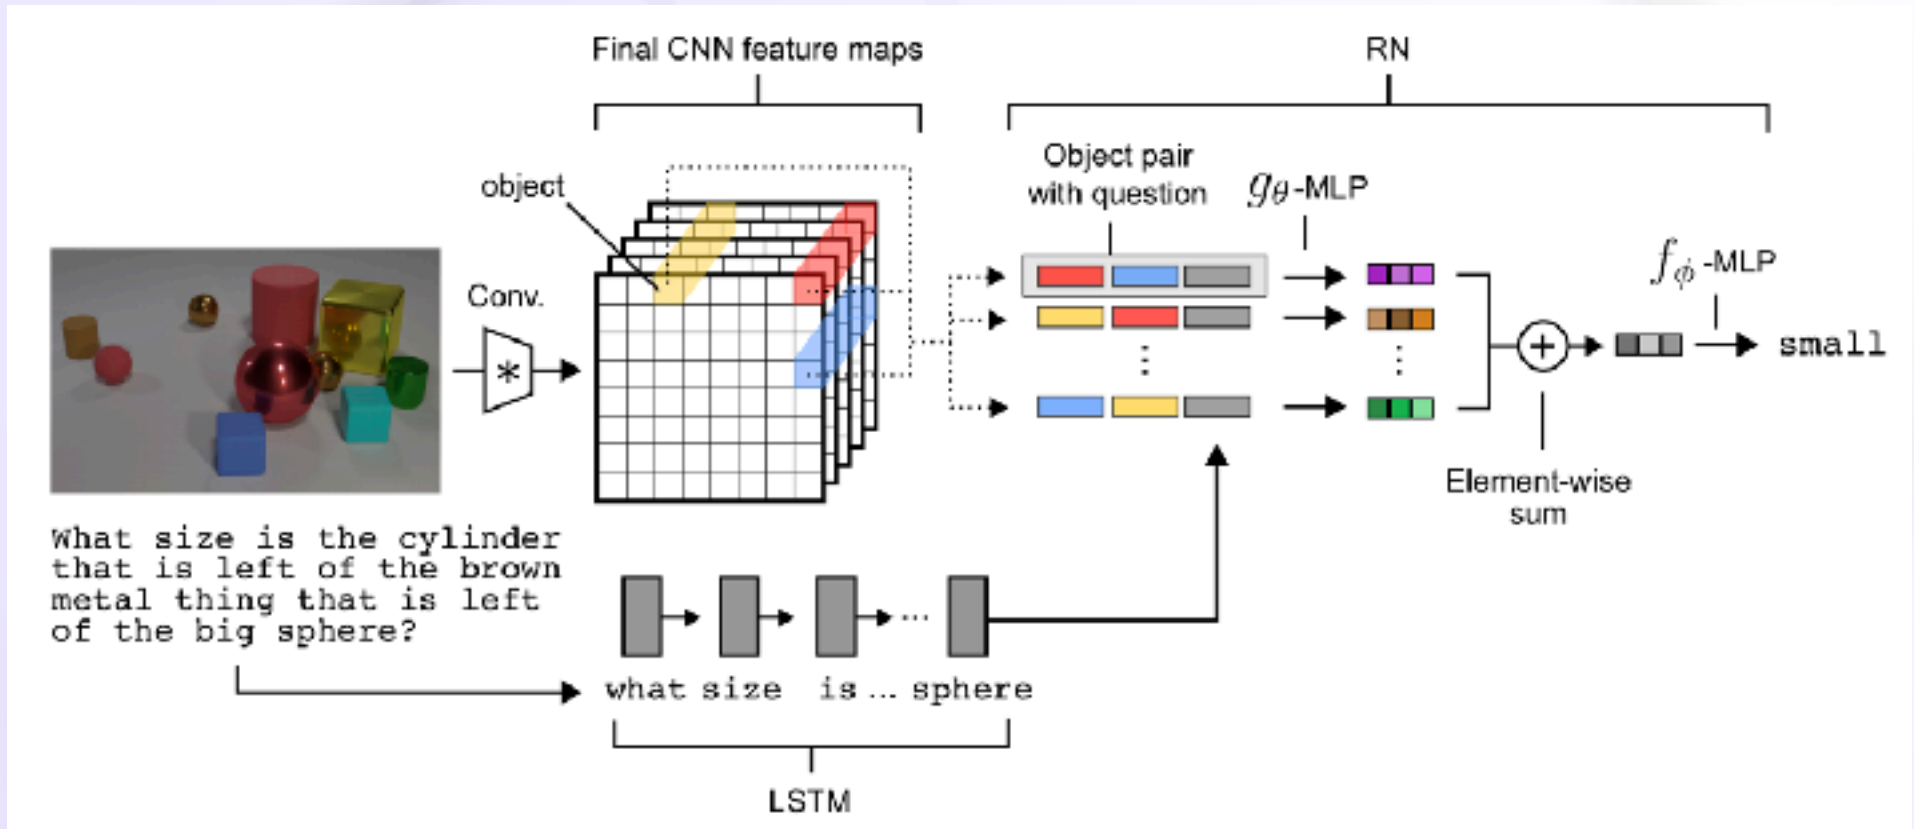 Final CNN feature maps
RN
object
Object pair
with question
gθ-MLP
fϕ-MLP
Conv.
*
+
small
Element-wise
sum
What size is the cylinder
that is left of the brown
metal thing that is left
of the big sphere?
...
what size is ... sphere
LSTM